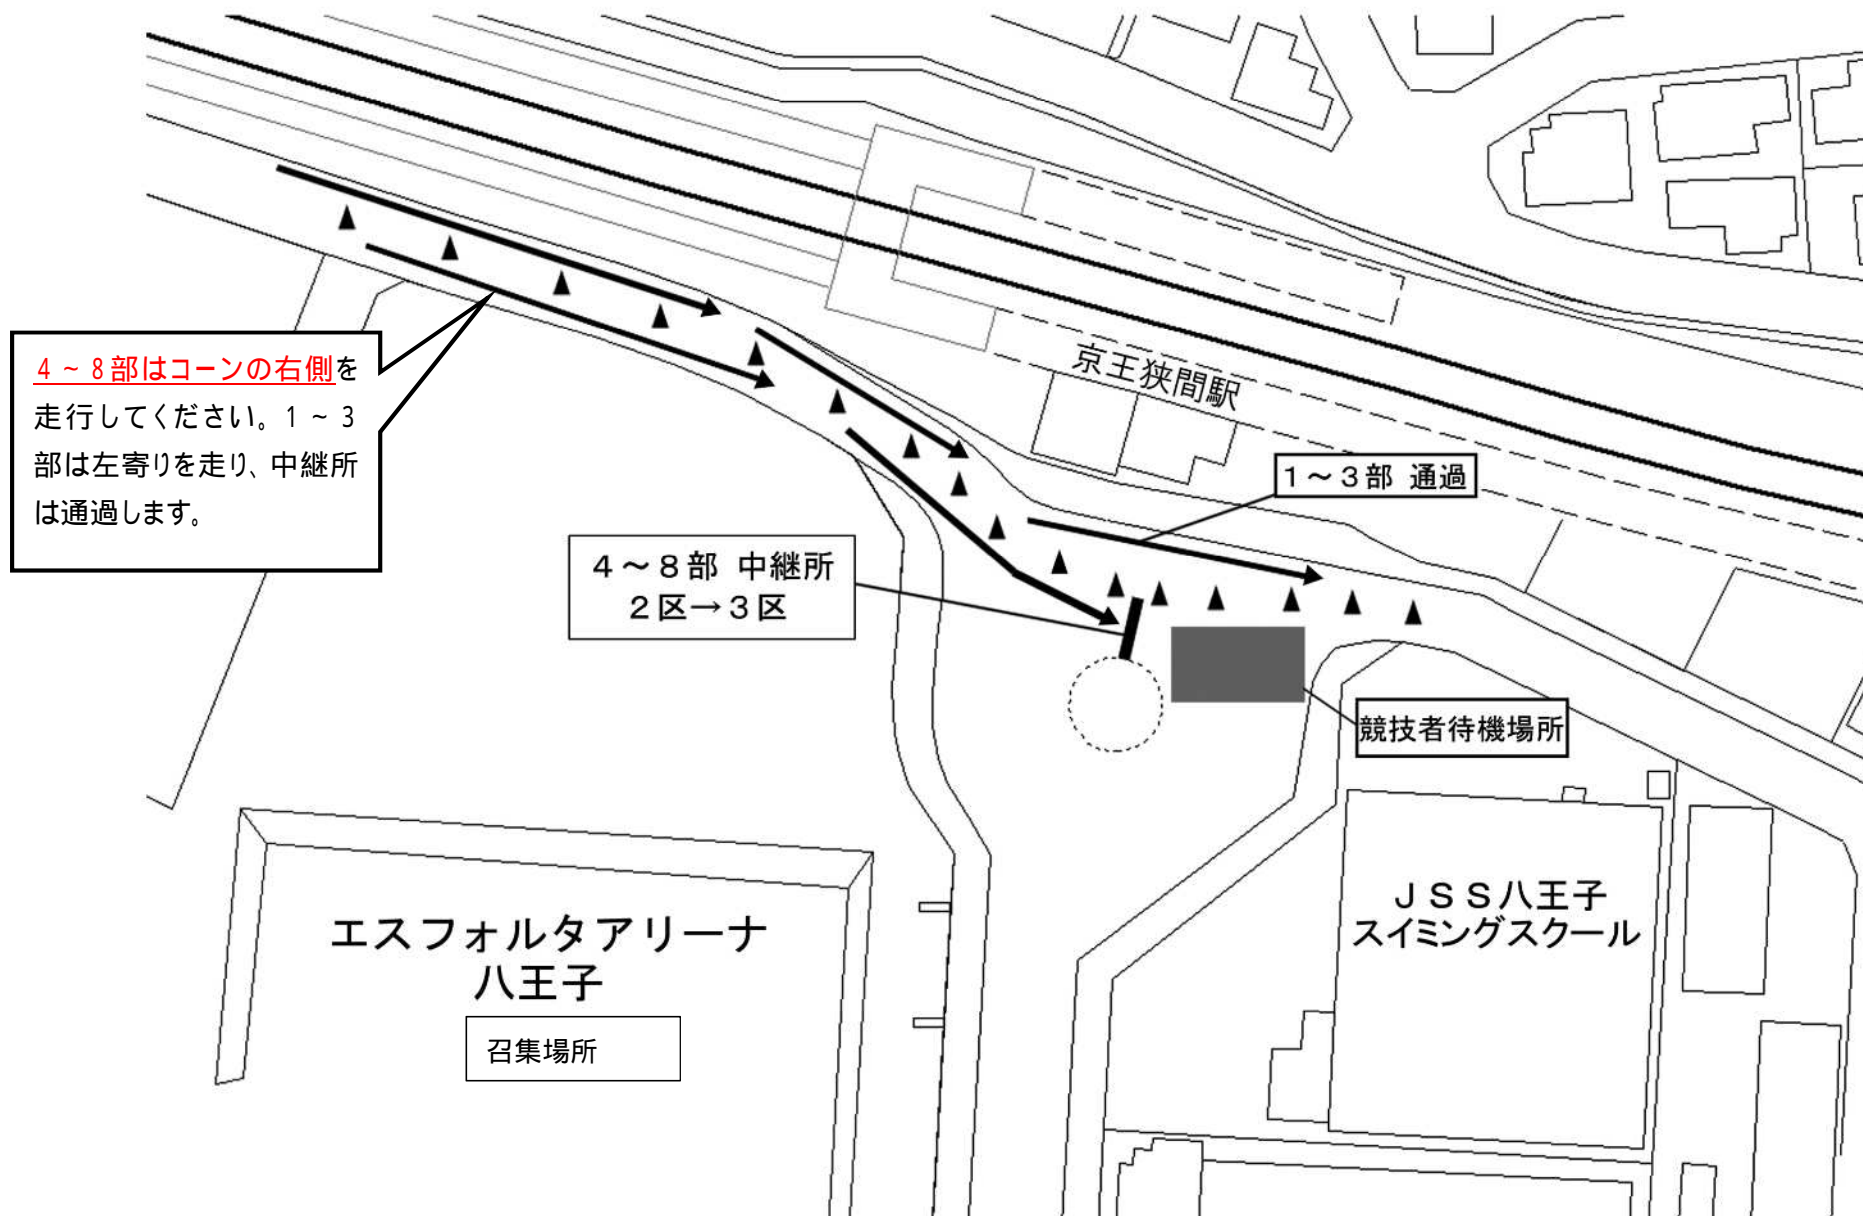 京王狭間駅
4～8部はコーンの右側を
走行してください。1～3
部は左寄りを走り、中継所
は通過します。
1～3部 通過
4～8部 中継所
2区→3区
競技者待機場所
JSS八王子
スイミングスクール
エスフォルタアリーナ
八王子
召集場所